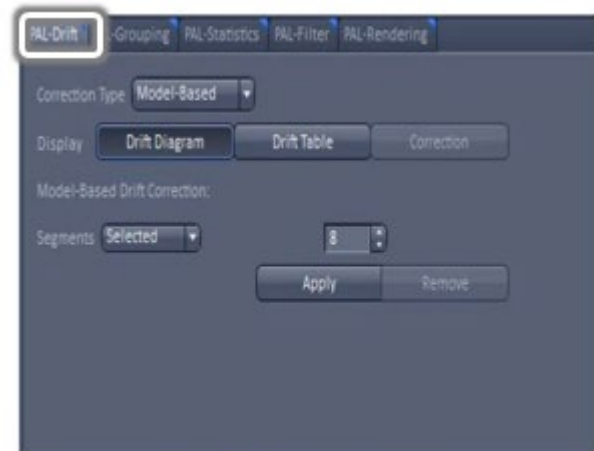 PAL-Drift -Grouping PAL-Statistics PAL-Filter PAL-Rendering
Correction Type Model-Based
Display Drift Diagram Drift Table Correction
Model-Based Drift Correction:
Segments Selected 8
Apply Remove